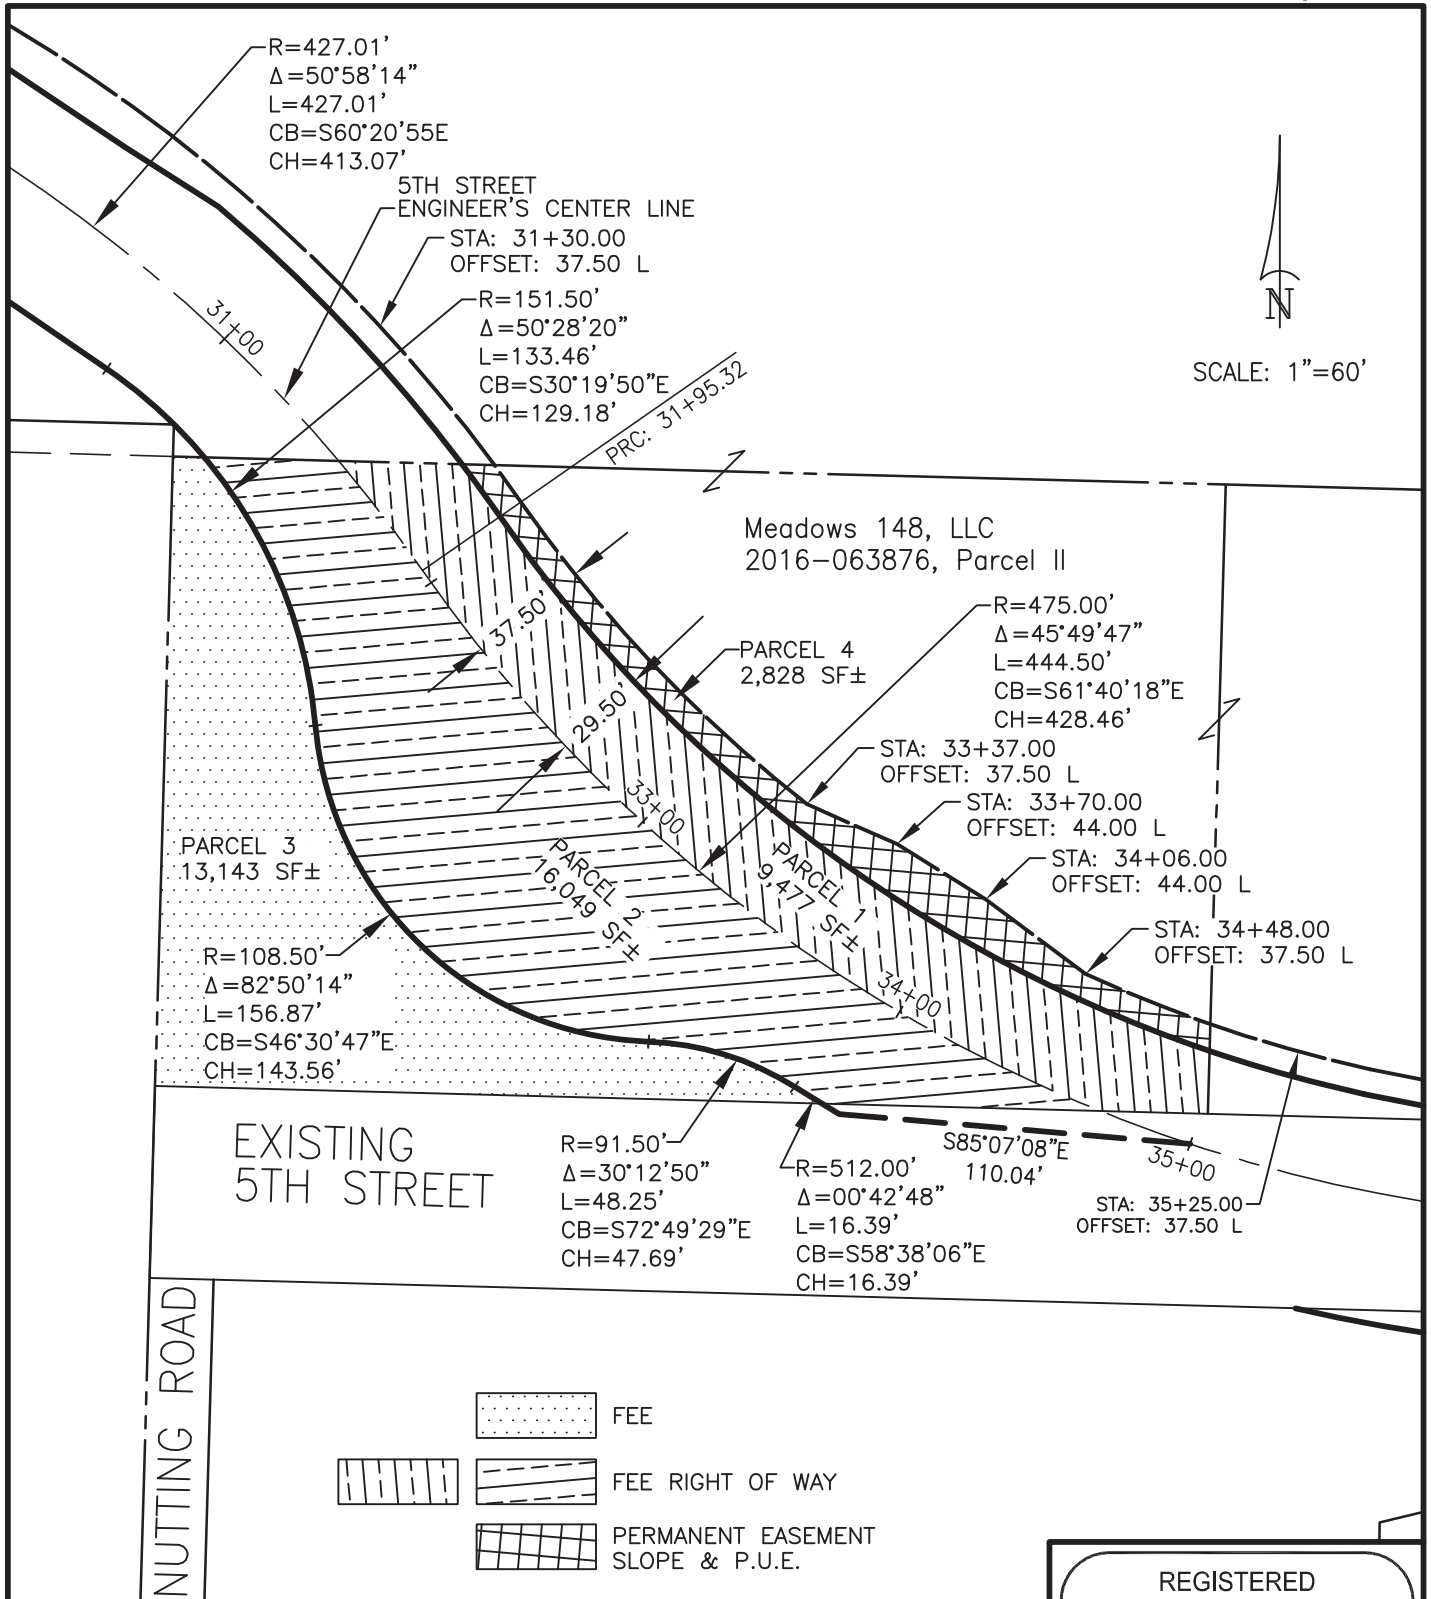 R=427.01'
Δ=50°58'14"
L=427.01'
CB=S60°20'55E
CH=413.07'
5TH STREET
ENGINEER'S CENTER LINE
STA: 31+30.00
OFFSET: 37.50 L
R=151.50'
Δ=50°28'20"
L=133.46'
CB=S30°19'50"E
CH=129.18'
31+00
PRC: 31+95.32
N
SCALE: 1"=60'
Meadows 148, LLC
2016-063876, Parcel II
R=475.00'
Δ=45°49'47"
L=444.50'
CB=S61°40'18"E
CH=428.46'
37.50'
PARCEL 4
2,828 SF±
29.50'
STA: 33+37.00
OFFSET: 37.50 L
STA: 33+70.00
OFFSET: 44.00 L
STA: 34+06.00
OFFSET: 44.00 L
STA: 34+48.00
OFFSET: 37.50 L
33+00
PARCEL 3
13,143 SF±
PARCEL 2
16,049 SF±
PARCEL 1
9,477 SF±
34+00
R=108.50'
Δ=82°50'14"
L=156.87'
CB=S46°30'47"E
CH=143.56'
EXISTING
5TH STREET
R=91.50'
Δ=30°12'50"
L=48.25'
CB=S72°49'29"E
CH=47.69'
R=512.00'
Δ=00°42'48"
L=16.39'
CB=S58°38'06"E
CH=16.39'
S85°07'08"E
110.04'
35+00
STA: 35+25.00
OFFSET: 37.50 L
NUTTING ROAD
FEE
FEE RIGHT OF WAY
PERMANENT EASEMENT
SLOPE & P.U.E.
REGISTERED